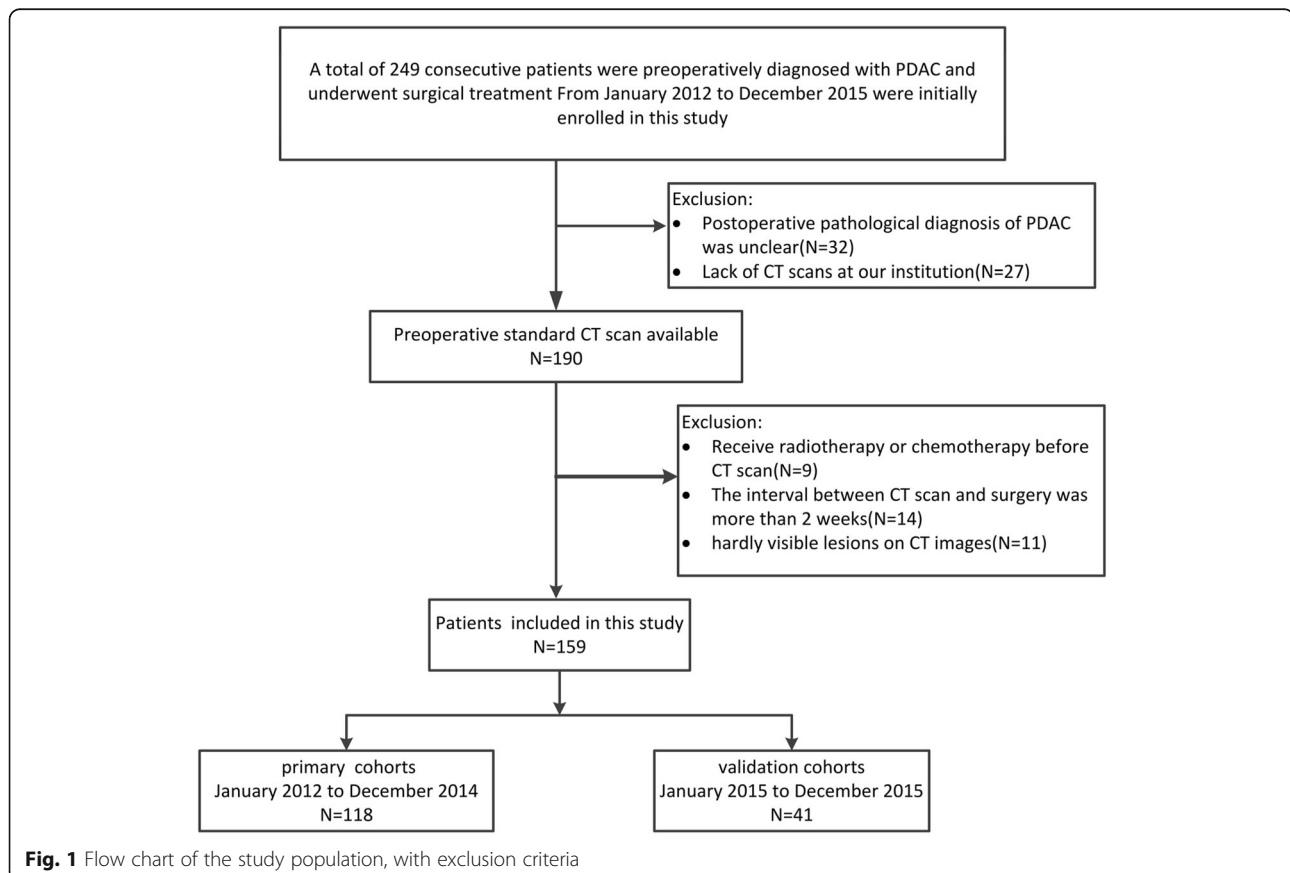 A total of 249 consecutive patients were preoperatively diagnosed with PDAC and
underwent surgical treatment From January 2012 to December 2015 were initially
enrolled in this study
Exclusion:
• Postoperative pathological diagnosis of PDAC
was unclear(N=32)
• Lack of CT scans at our institution(N=27)
Preoperative standard CT scan available
N=190
Exclusion:
• Receive radiotherapy or chemotherapy before
CT scan(N=9)
• The interval between CT scan and surgery was
more than 2 weeks(N=14)
• hardly visible lesions on CT images(N=11)
Patients included in this study
N=159
primary cohorts
January 2012 to December 2014
N=118
validation cohorts
January 2015 to December 2015
N=41
Fig. 1 Flow chart of the study population, with exclusion criteria